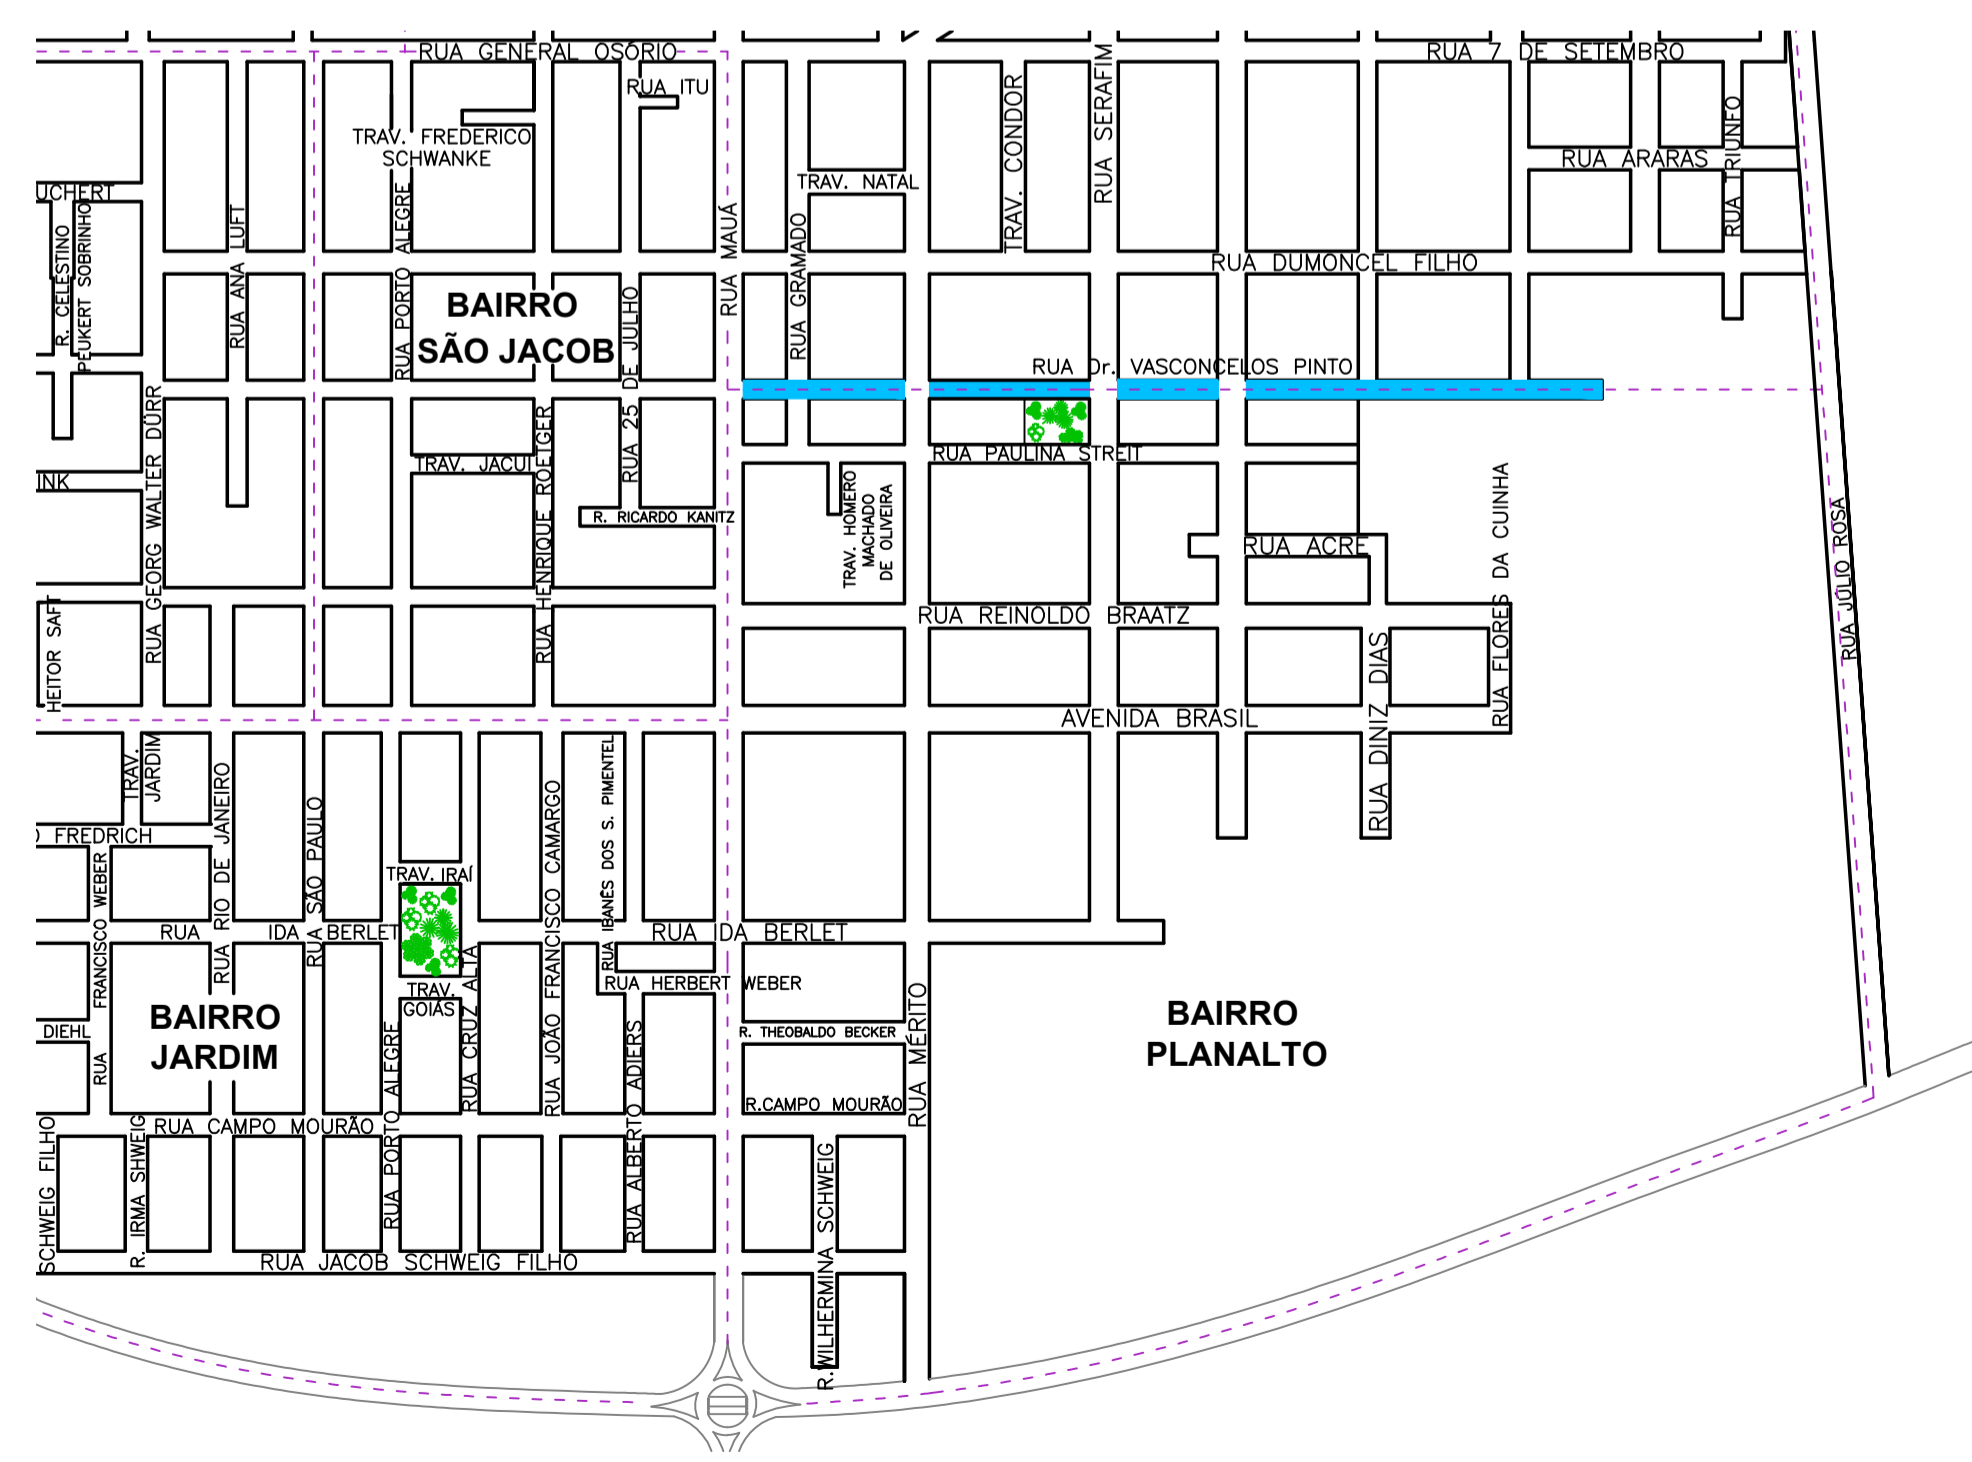 RUA GENERAL OSÓRIO
RUA 7 DE SETEMBRO
RUA ITU
TRAV. FREDERICO
SCHWANKE
TRAV. CONDOR
RUA SERAFIM
RUA TRIUNFO
RUA ARARAS
TRAV. NATAL
UCHERT
R. CELESTINO
PEUKERT SOBRINHO
RUA ANA LUFT
RUA PORTO ALEGRE
RUA MAUÁ
RUA GRAMADO
RUA DUMONCEL FILHO
BAIRRO
SÃO JACOB
RUA 25 DE JULHO
RUA Dr. VASCONCELOS PINTO
RUA GEORG WALTER DÜRR
RUA HENRIQUE ROETGER
TRAV. JACUI
RUA PAULINA STREIT
INK
R. RICARDO KANITZ
TRAV. HOMERO
MACHADO
DE OLIVEIRA
RUA ACRE
RUA FLORES DA CUINHA
RUA JÚLIO ROSA
HEITOR SAFT
RUA REINOLDO BRAATZ
RUA DINIZ DIAS
AVENIDA BRASIL
TRAV.
JARDIM
RUA RIO DE JANEIRO
RUA SÃO PAULO
RUA JOÃO FRANCISCO CAMARGO
RUA IBANÊS DOS S. PIMENTEL
O FREDRICH
RUA FRANCISCO WEBER
TRAV. IRAÍ
RUA IDA BERLET
RUA IDA BERLET
RUA HERBERT WEBER
TRAV.
GOIÁS
RUA CRUZ ALTA
RUA MÉRITO
BAIRRO
JARDIM
BAIRRO
PLANALTO
DIEHL
R. THEOBALDO BECKER
RUA PORTO ALEGRE
RUA ALBERTO ADIERS
R.CAMPO MOURÃO
RUA CAMPO MOURÃO
SCHWEIG FILHO
R. IRMA SHWEIG
R.WILHERMINA SCHWEIG
RUA JACOB SCHWEIG FILHO